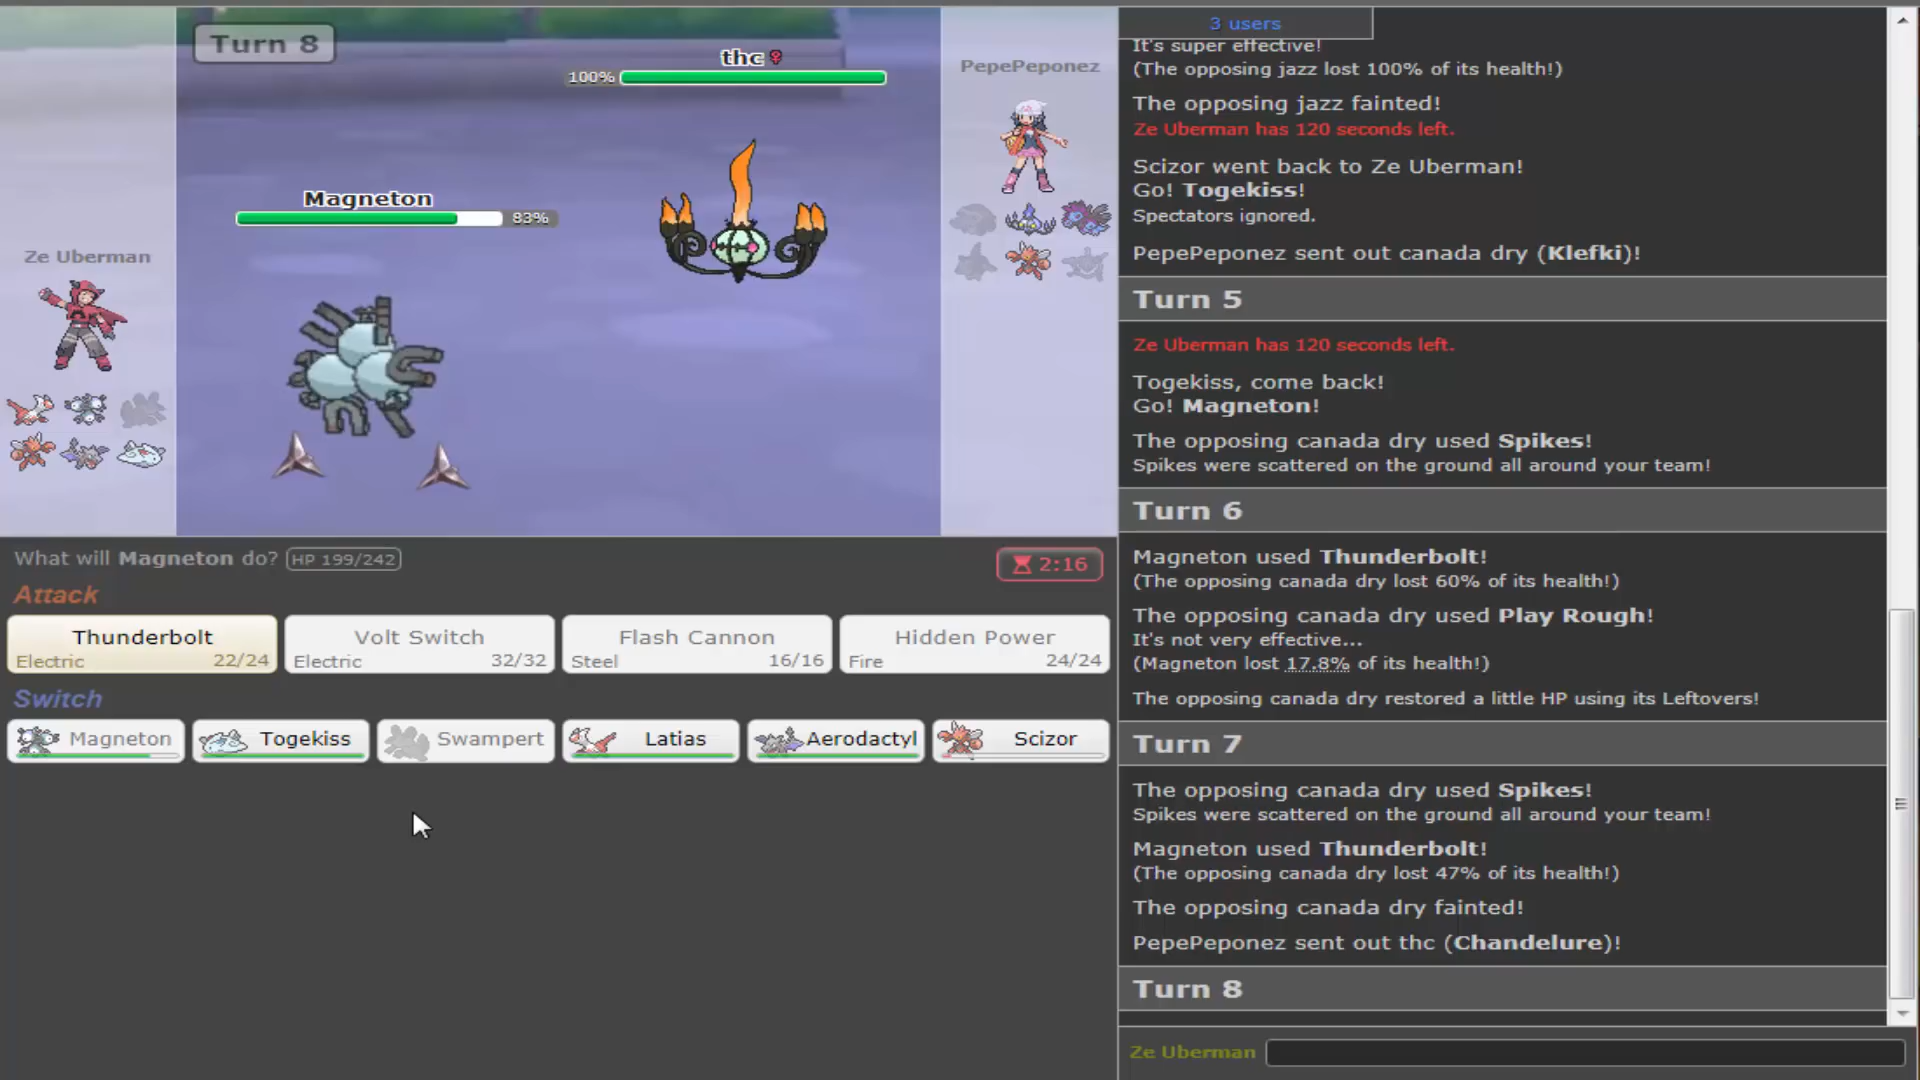 Turn 8
thc
100%
Magneton
83%
Ze Uberman
PepePeponez
What will Magneton do? HP 199/242
2:16
Attack
Thunderbolt
Electric 22/24
Volt Switch
Electric 32/32
Flash Cannon
Steel 16/16
Hidden Power
Fire 24/24
Switch
Magneton
Togekiss
Swampert
Latias
Aerodactyl
Scizor
3 users
It's super effective!
(The opposing jazz lost 100% of its health!)
The opposing jazz fainted!
Ze Uberman has 120 seconds left.
Scizor went back to Ze Uberman!
Go! Togekiss!
Spectators ignored.
PepePeponez sent out canada dry (Klefki)!
Turn 5
Ze Uberman has 120 seconds left.
Togekiss, come back!
Go! Magneton!
The opposing canada dry used Spikes!
Spikes were scattered on the ground all around your team!
Turn 6
Magneton used Thunderbolt!
(The opposing canada dry lost 60% of its health!)
The opposing canada dry used Play Rough!
It's not very effective...
(Magneton lost 17.8% of its health!)
The opposing canada dry restored a little HP using its Leftovers!
Turn 7
The opposing canada dry used Spikes!
Spikes were scattered on the ground all around your team!
Magneton used Thunderbolt!
(The opposing canada dry lost 47% of its health!)
The opposing canada dry fainted!
PepePeponez sent out thc (Chandelure)!
Turn 8
Ze Uberman